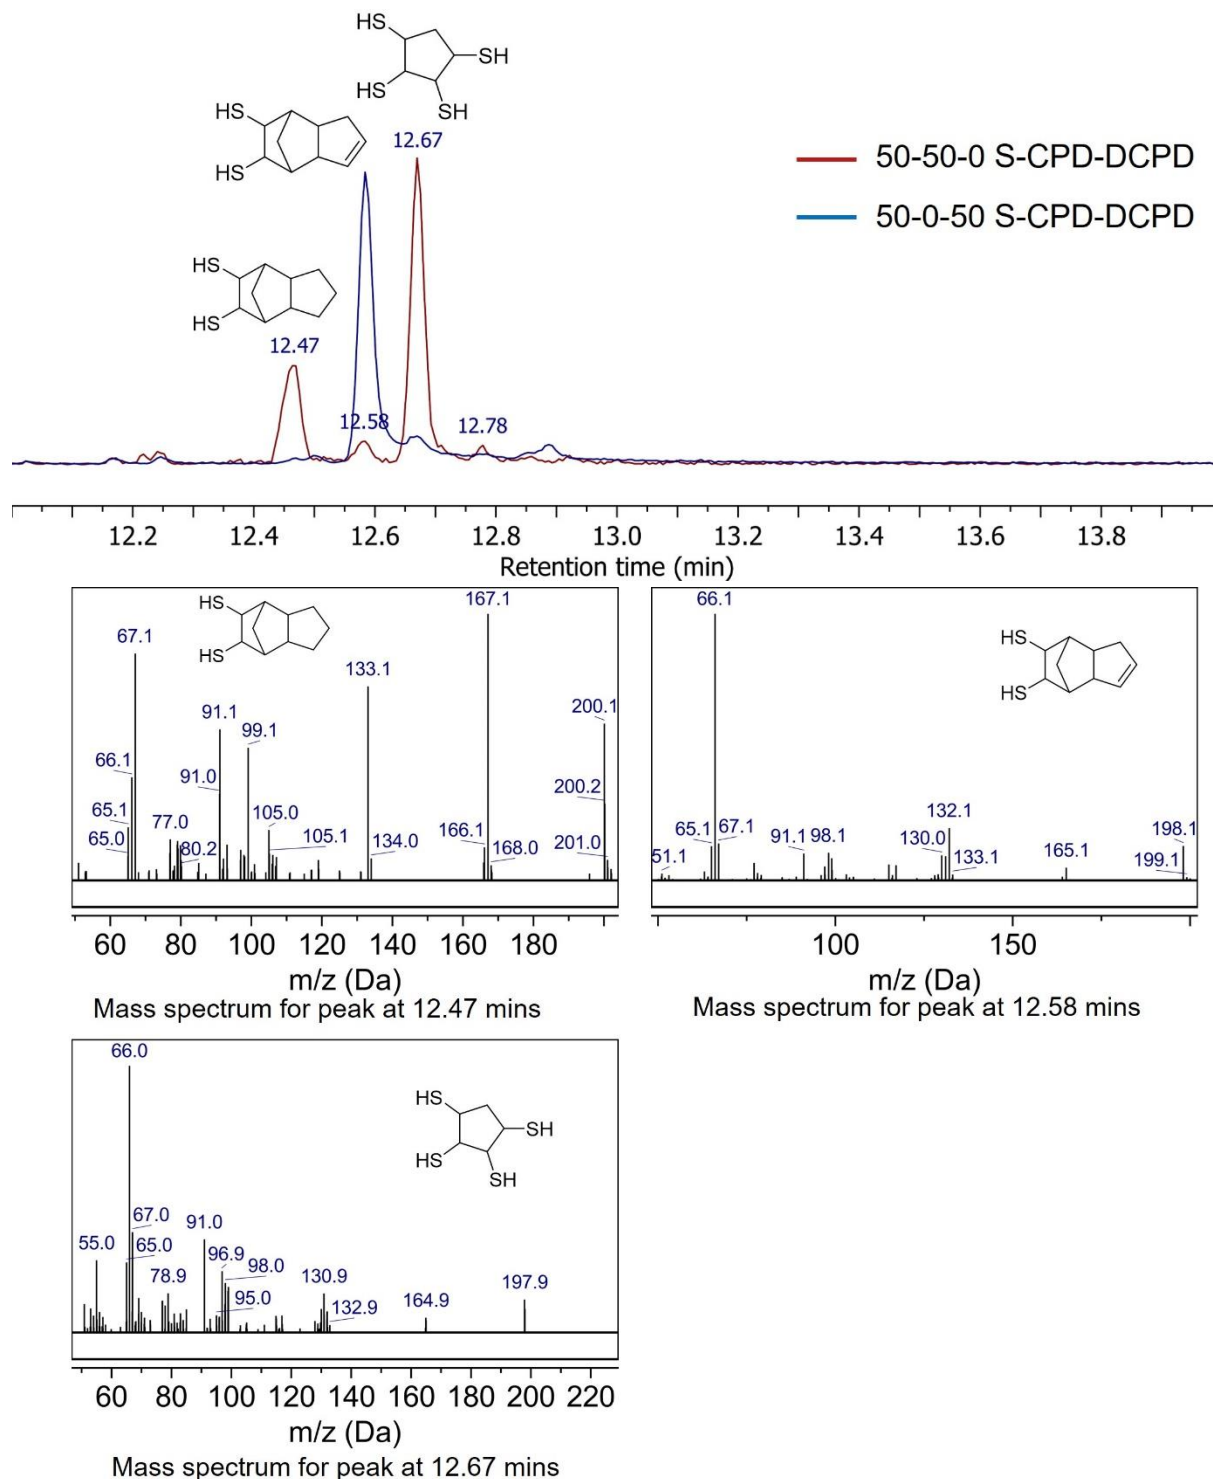 HS
SH
HS
SH
HS
HS
12.67
50-50-0 S-CPD-DCPD
50-0-50 S-CPD-DCPD
HS
HS
12.47
12.58
12.78
12.2 12.4 12.6 12.8 13.0 13.2 13.4 13.6 13.8
Retention time (min)
HS
HS
67.1
167.1
133.1
91.1
99.1
200.1
66.1
91.0
200.2
65.1
77.0
105.0
105.1
166.1
201.0
65.0
80.2
134.0
168.0
60 80 100 120 140 160 180
m/z (Da)
Mass spectrum for peak at 12.47 mins
66.1
HS
HS
65.1
67.1
132.1
91.1
98.1
130.0
198.1
51.1
133.1
165.1
199.1
100 150
m/z (Da)
Mass spectrum for peak at 12.58 mins
66.0
HS
SH
HS
SH
67.0
91.0
55.0
65.0
96.9
98.0
78.9
130.9
197.9
95.0
132.9
164.9
60 80 100 120 140 160 180 200 220
m/z (Da)
Mass spectrum for peak at 12.67 mins